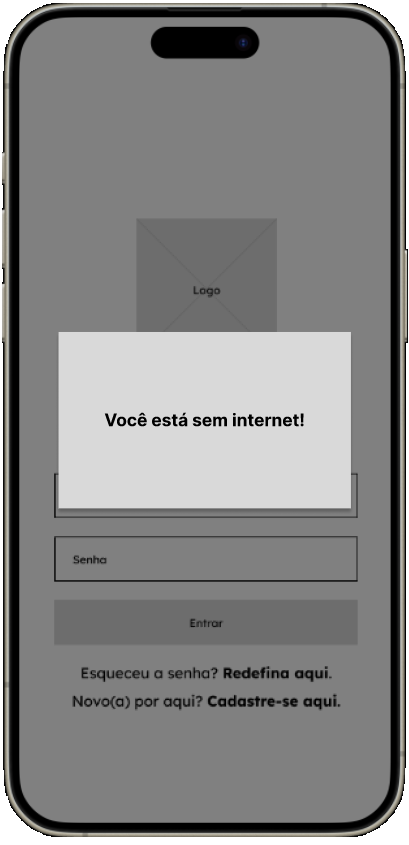 Logo
Você está sem internet!
Senha
Entrar
Esqueceu a senha? Redefina aqui.
Novo(a) por aqui? Cadastre-se aqui.